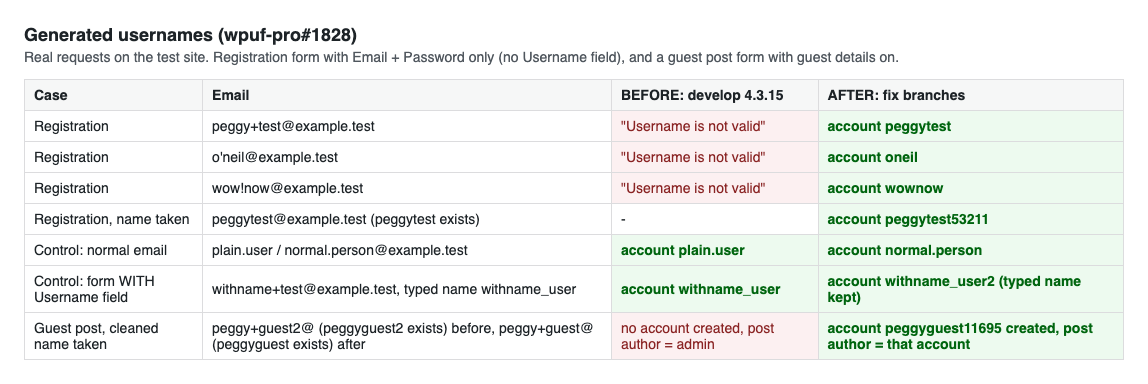 Generated usernames (wpuf-pro#1828)
Real requests on the test site. Registration form with Email + Password only (no Username field), and a guest post form with guest details on.
Case Email BEFORE: develop 4.3.15 AFTER: fix branches
Registration peggy+test@example.test "Username is not valid" account peggytest
Registration o'neil@example.test "Username is not valid" account oneil
Registration wow!now@example.test "Username is not valid" account wownow
Registration, name taken peggytest@example.test (peggytest exists) - account peggytest53211
Control: normal email plain.user / normal.person@example.test account plain.user account normal.person
Control: form WITH
Username field
withname+test@example.test, typed name withname_user
account withname_user
account withname_user2 (typed name
kept)
Guest post, cleaned
name taken
peggy+guest2@ (peggyguest2 exists) before, peggy+guest@
(peggyguest exists) after
no account created, post
author = admin
account peggyguest11695 created, post
author = that account